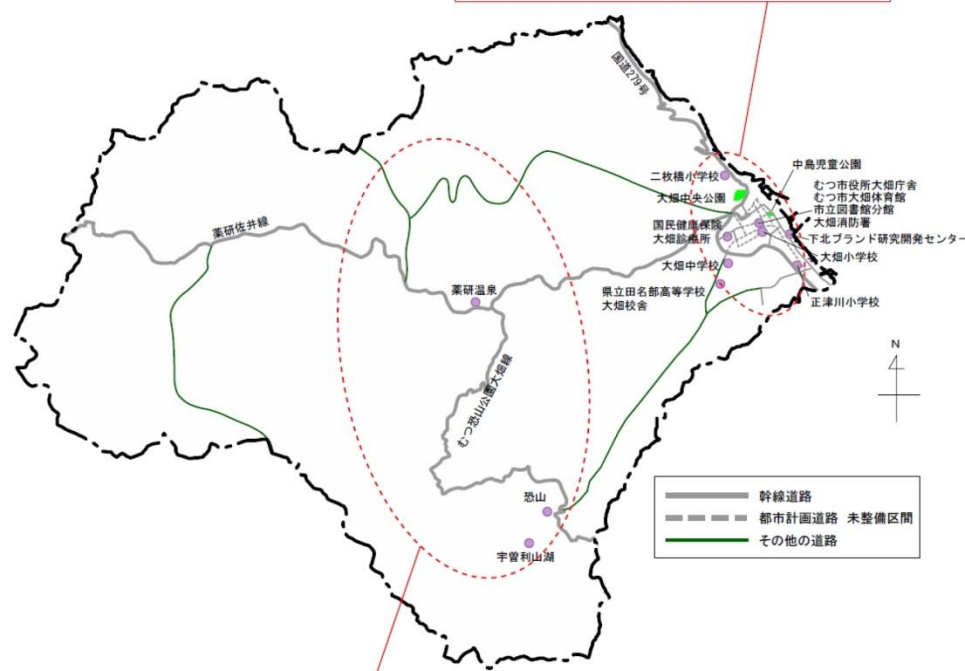 国道279号
二枚橋小学校
中島児童公園
大畑中央公園
むつ市役所大畑庁舎
むつ市大畑体育館
市立図書館分館
大畑消防署
国民健康保険
大畑診療所
下北ブランド研究開発センター
大畑小学校
大畑中学校
県立田名部高等学校
大畑校舎
正津川小学校
薬研佐井線
薬研温泉
むつ恐山公園大畑線
恐山
宇曽利山湖
N
幹線道路
都市計画道路 未整備区間
その他の道路